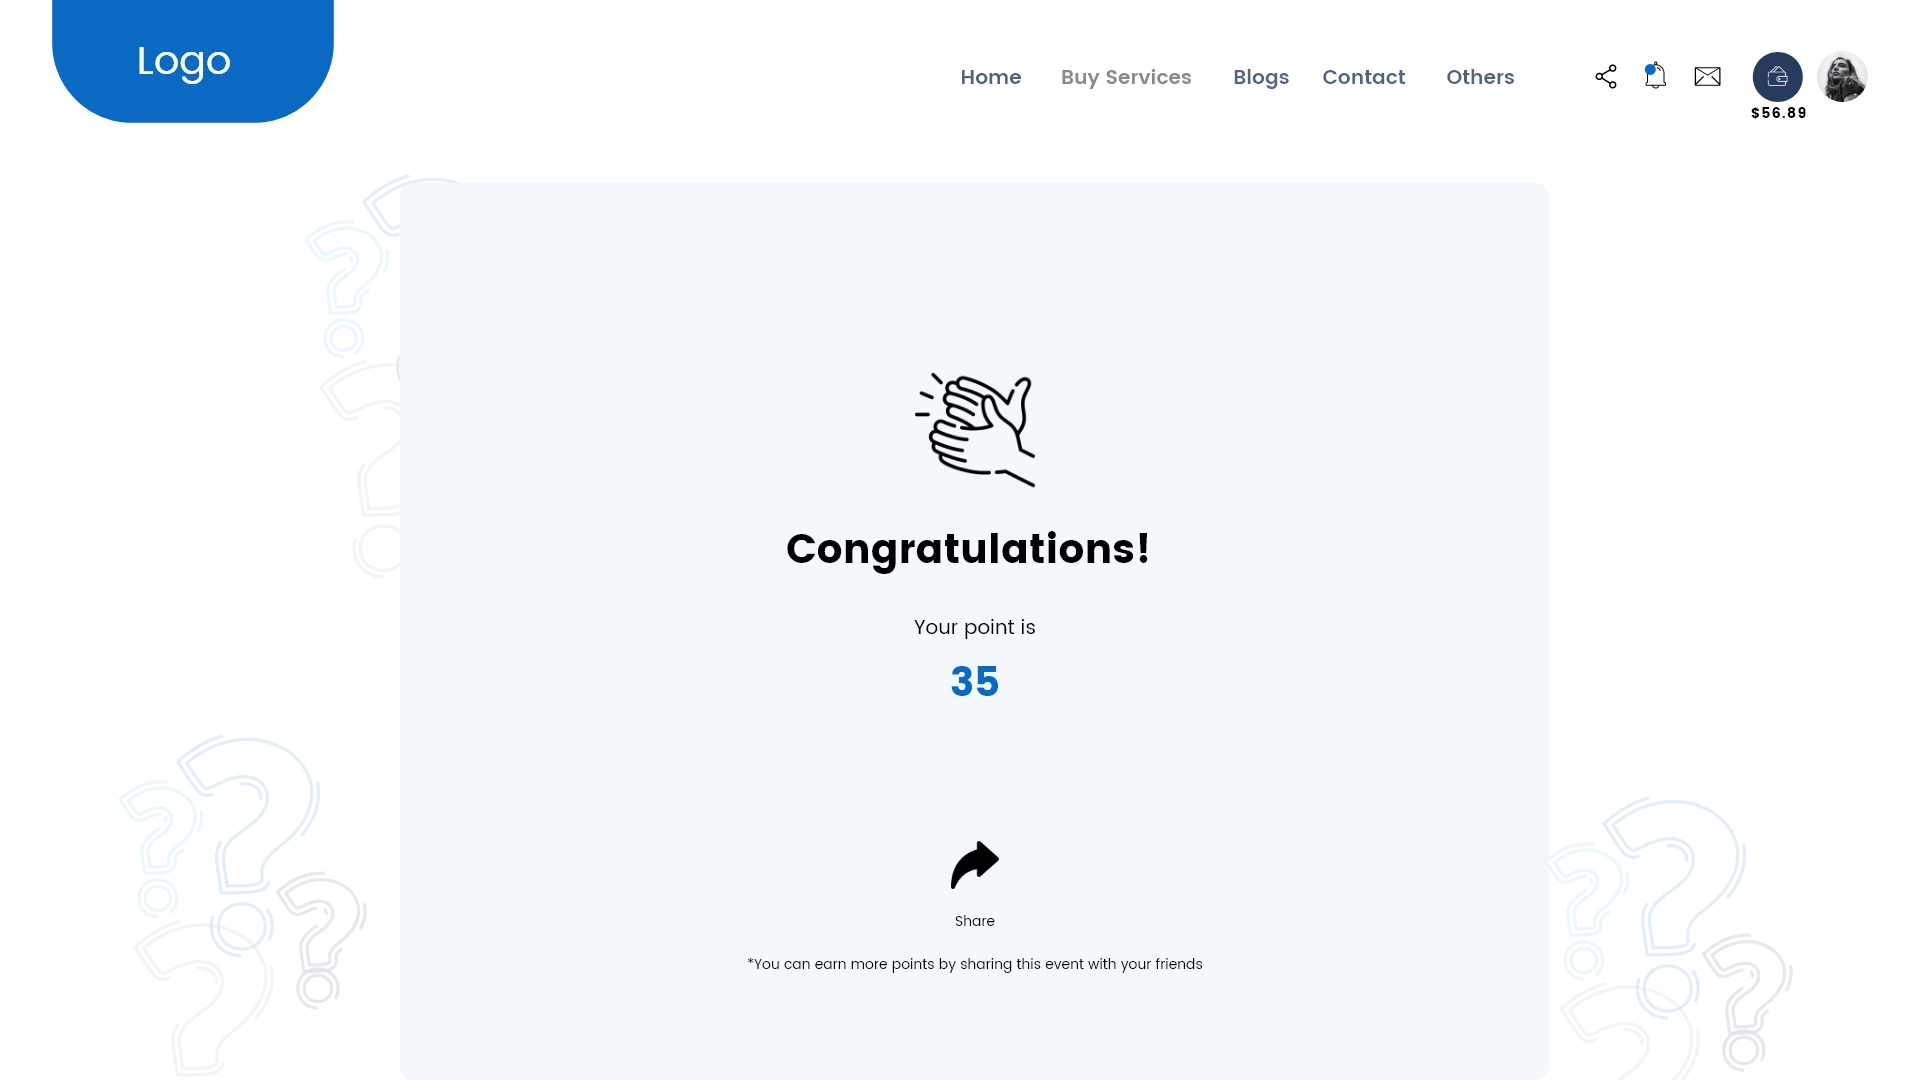 Logo
Home
Buy Services
Blogs
Contact
Others
$56.89
Congratulations!
Your point is
35
Share
*You can earn more points by sharing this event with your friends